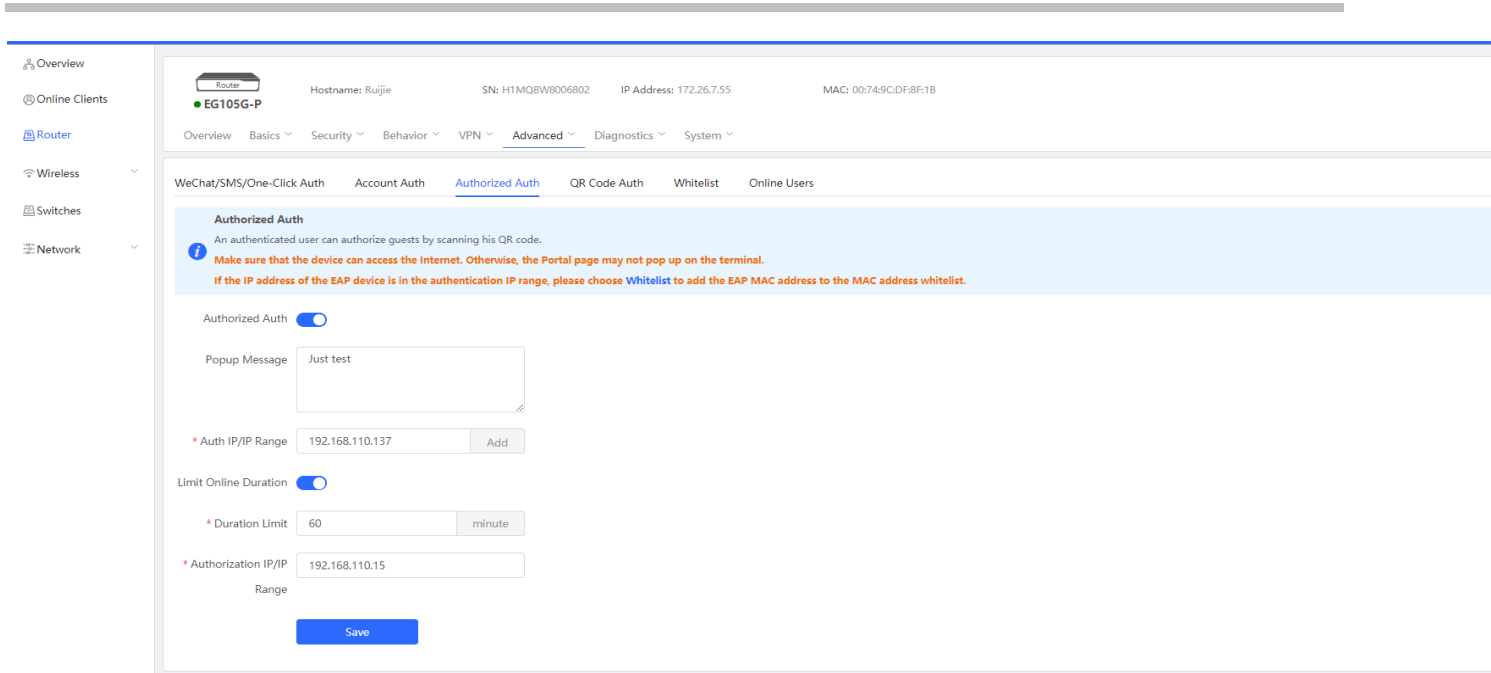 Overview
Online Clients
Router
Wireless
Switches
Network
Router
EG105G-P
Hostname: Ruijie
SN: H1MQ8W8006802
IP Address: 172.26.7.55
MAC: 00:74:9C:DF:8F:1B
Overview Basics Security Behavior VPN Advanced Diagnostics System
WeChat/SMS/One-Click Auth Account Auth Authorized Auth QR Code Auth Whitelist Online Users
Authorized Auth
An authenticated user can authorize guests by scanning his QR code.
Make sure that the device can access the Internet. Otherwise, the Portal page may not pop up on the terminal.
If the IP address of the EAP device is in the authentication IP range, please choose Whitelist to add the EAP MAC address to the MAC address whitelist.
Authorized Auth
Popup Message Just test
* Auth IP/IP Range 192.168.110.137 Add
Limit Online Duration
* Duration Limit 60 minute
* Authorization IP/IP 192.168.110.15
Range
Save